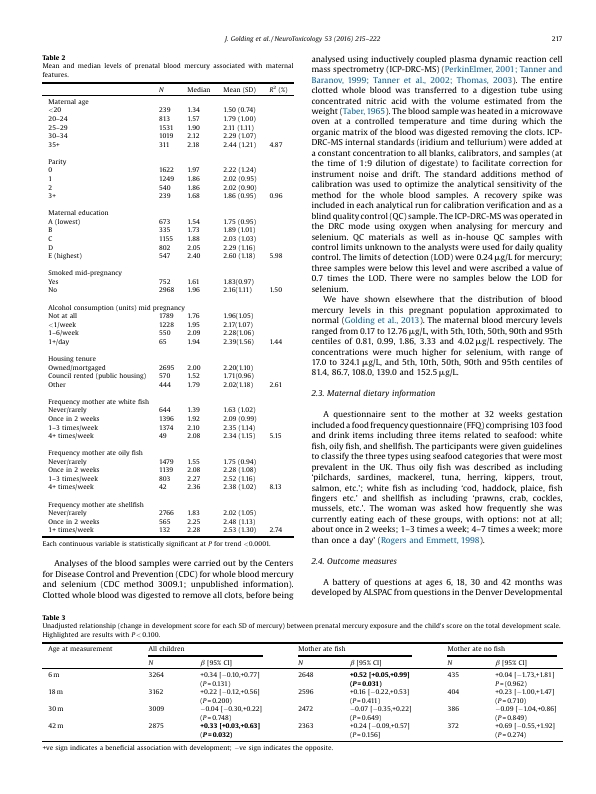 J. Golding et al. / NeuroToxicology 53 (2016) 215–222
217
Table 2
Mean and median levels of prenatal blood mercury associated with maternal
features.
N Median Mean (SD) R² (%)
Maternal age
<20 239 1.34 1.50 (0.74)
20–24 813 1.57 1.79 (1.00)
25–29 1531 1.90 2.11 (1.11)
30–34 1019 2.12 2.29 (1.07)
35+ 311 2.18 2.44 (1.21) 4.87
Parity
0 1622 1.97 2.22 (1.24)
1 1249 1.86 2.02 (0.95)
2 540 1.86 2.02 (0.90)
3+ 239 1.68 1.86 (0.95) 0.96
Maternal education
A (lowest) 673 1.54 1.75 (0.95)
B 335 1.73 1.89 (1.01)
C 1155 1.88 2.03 (1.03)
D 802 2.05 2.29 (1.16)
E (highest) 547 2.40 2.60 (1.18) 5.98
Smoked mid-pregnancy
Yes 752 1.61 1.83(0.97)
No 2968 1.96 2.16(1.11) 1.50
Alcohol consumption (units) mid pregnancy
Not at all 1789 1.76 1.96(1.05)
<1/week 1228 1.95 2.17(1.07)
1–6/week 550 2.09 2.28(1.06)
1+/day 65 1.94 2.39(1.56) 1.44
Housing tenure
Owned/mortgaged 2695 2.00 2.20(1.10)
Council rented (public housing) 570 1.52 1.71(0.96)
Other 444 1.79 2.02(1.18) 2.61
Frequency mother ate white fish
Never/rarely 644 1.39 1.63 (1.02)
Once in 2 weeks 1396 1.92 2.09 (0.99)
1–3 times/week 1374 2.10 2.35 (1.14)
4+ times/week 49 2.08 2.34 (1.15) 5.15
Frequency mother ate oily fish
Never/rarely 1479 1.55 1.75 (0.94)
Once in 2 weeks 1139 2.08 2.28 (1.08)
1–3 times/week 803 2.27 2.52 (1.16)
4+ times/week 42 2.36 2.38 (1.02) 8.13
Frequency mother ate shellfish
Never/rarely 2766 1.83 2.02 (1.05)
Once in 2 weeks 565 2.25 2.48 (1.13)
1+ times/week 132 2.28 2.53 (1.30) 2.74
Each continuous variable is statistically significant at P for trend <0.0001.
Analyses of the blood samples were carried out by the Centers
for Disease Control and Prevention (CDC) for whole blood mercury
and selenium (CDC method 3009.1; unpublished information).
Clotted whole blood was digested to remove all clots, before being
analysed using inductively coupled plasma dynamic reaction cell
mass spectrometry (ICP-DRC-MS) (PerkinElmer, 2001; Tanner and
Baranov, 1999; Tanner et al., 2002; Thomas, 2003). The entire
clotted whole blood was transferred to a digestion tube using
concentrated nitric acid with the volume estimated from the
weight (Taber, 1965). The blood sample was heated in a microwave
oven at a controlled temperature and time during which the
organic matrix of the blood was digested removing the clots. ICP-
DRC-MS internal standards (iridium and tellurium) were added at
a constant concentration to all blanks, calibrators, and samples (at
the time of 1:9 dilution of digestate) to facilitate correction for
instrument noise and drift. The standard additions method of
calibration was used to optimize the analytical sensitivity of the
method for the whole blood samples. A recovery spike was
included in each analytical run for calibration verification and as a
blind quality control (QC) sample. The ICP-DRC-MS was operated in
the DRC mode using oxygen when analysing for mercury and
selenium. QC materials as well as in-house QC samples with
control limits unknown to the analysts were used for daily quality
control. The limits of detection (LOD) were 0.24 μg/L for mercury;
three samples were below this level and were ascribed a value of
0.7 times the LOD. There were no samples below the LOD for
selenium.
We have shown elsewhere that the distribution of blood
mercury levels in this pregnant population approximated to
normal (Golding et al., 2013). The maternal blood mercury levels
ranged from 0.17 to 12.76 μg/L, with 5th, 10th, 50th, 90th and 95th
centiles of 0.81, 0.99, 1.86, 3.33 and 4.02 μg/L respectively. The
concentrations were much higher for selenium, with range of
17.0 to 324.1 μg/L, and 5th, 10th, 50th, 90th and 95th centiles of
81.4, 86.7, 108.0, 139.0 and 152.5 μg/L.
2.3. Maternal dietary information
A questionnaire sent to the mother at 32 weeks gestation
included a food frequency questionnaire (FFQ) comprising 103 food
and drink items including three items related to seafood: white
fish, oily fish, and shellfish. The participants were given guidelines
to classify the three types using seafood categories that were most
prevalent in the UK. Thus oily fish was described as including
'pilchards, sardines, mackerel, tuna, herring, kippers, trout,
salmon, etc.'; white fish as including 'cod, haddock, plaice, fish
fingers etc.' and shellfish as including 'prawns, crab, cockles,
mussels, etc.'. The woman was asked how frequently she was
currently eating each of these groups, with options: not at all;
about once in 2 weeks; 1–3 times a week; 4–7 times a week; more
than once a day' (Rogers and Emmett, 1998).
2.4. Outcome measures
A battery of questions at ages 6, 18, 30 and 42 months was
developed by ALSPAC from questions in the Denver Developmental
Table 3
Unadjusted relationship (change in development score for each SD of mercury) between prenatal mercury exposure and the child's score on the total development scale.
Highlighted are results with P < 0.100.
Age at measurement All children Mother ate fish Mother ate no fish
N β [95% CI] N β [95% CI] N β [95% CI]
6 m 3264 +0.34 [−0.10,+0.77] 2648 +0.52 [+0.05,+0.99] 435 +0.04 [−1.73,+1.81]
(P = 0.131) (P = 0.031) P = (0.962)
18 m 3162 +0.22 [−0.12,+0.56] 2596 +0.16 [−0.22,+0.53] 404 +0.23 [−1.00,+1.47]
(P = 0.200) (P = 0.411) (P = 0.710)
30 m 3009 −0.04 [−0.30,+0.22] 2472 −0.07 [−0.35,+0.22] 386 −0.09 [−1.04,+0.86]
(P = 0.748) (P = 0.649) (P = 0.849)
42 m 2875 +0.33 [+0.03,+0.63] 2363 +0.24 [−0.09,+0.57] 372 +0.69 [−0.55,+1.92]
(P = 0.032) (P = 0.156] (P = 0.274)
+ve sign indicates a beneficial association with development; −ve sign indicates the opposite.